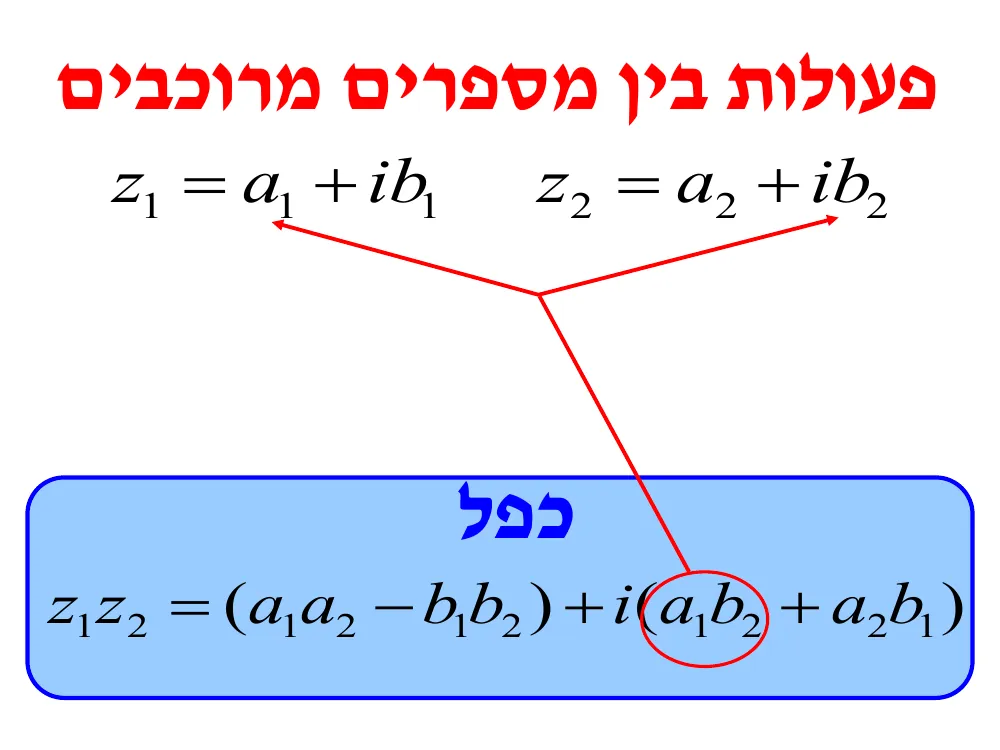 פעולות בין מספרים מרוכבים
z₁ = a₁ + ib₁ z₂ = a₂ + ib₂
כפל
z₁z₂ = (a₁a₂ − b₁b₂) + i(a₁b₂ + a₂b₁)